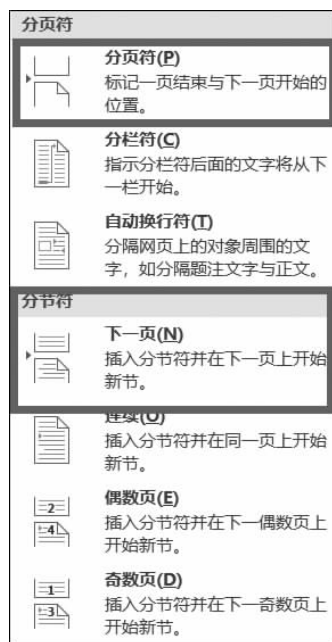 分页符
分页符(P)
标记一页结束与下一页开始的
位置。
分栏符(C)
指示分栏符后面的文字将从下
一栏开始。
自动换行符(T)
分隔网页上的对象周围的文
字，如分隔题注文字与正文。
分节符
下一页(N)
插入分节符并在下一页上开始
新节。
连续(O)
插入分节符并在同一页上开始
新节。
偶数页(E)
插入分节符并在下一偶数页上
开始新节。
奇数页(D)
插入分节符并在下一奇数页上
开始新节。
=2=
=4
=1=
=3